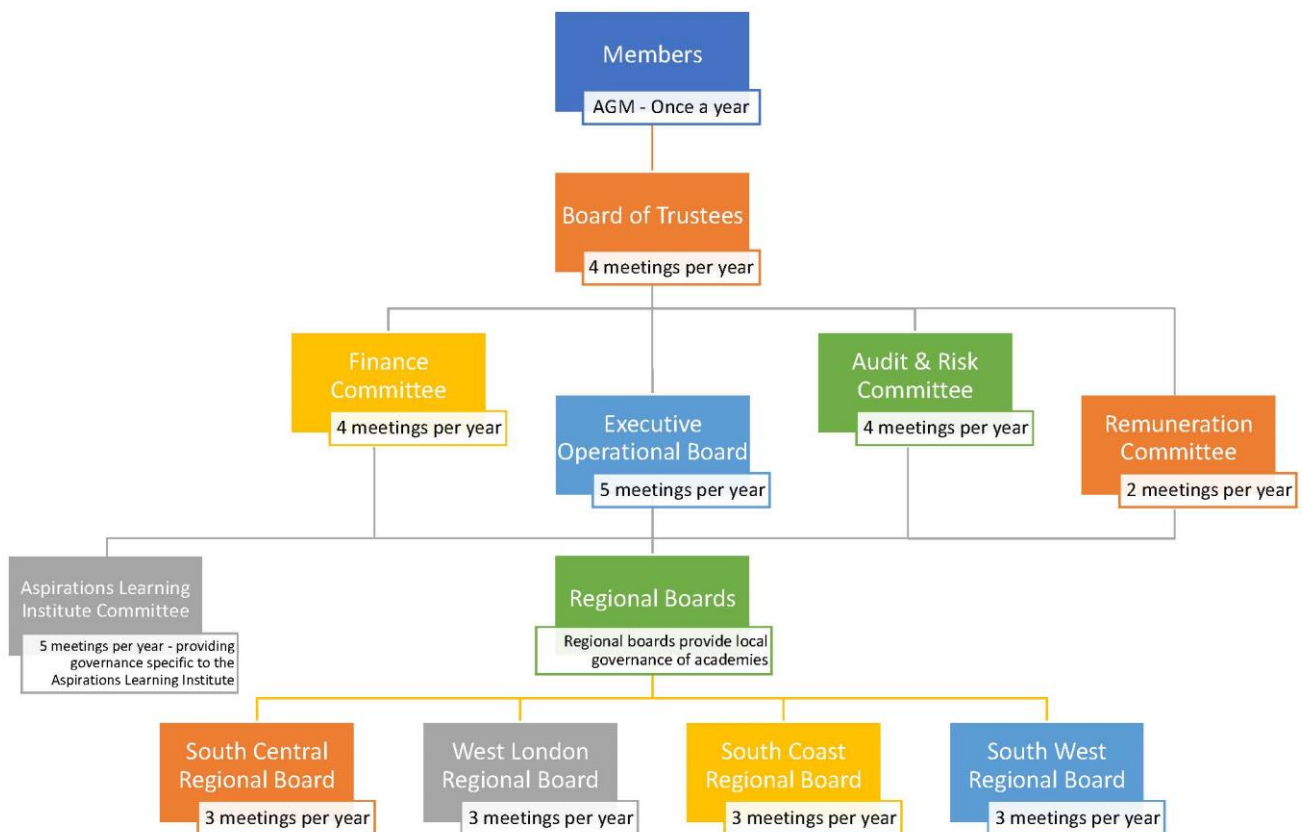 Members
AGM - Once a year
Board of Trustees
4 meetings per year
Finance
Committee
4 meetings per year
Executive
Operational Board
5 meetings per year
Audit & Risk
Committee
4 meetings per year
Remuneration
Committee
2 meetings per year
Aspirations Learning
Institute Committee
5 meetings per year - providing
governance specific to the
Aspirations Learning Institute
Regional Boards
Regional boards provide local
governance of academies
South Central
Regional Board
3 meetings per year
West London
Regional Board
3 meetings per year
South Coast
Regional Board
3 meetings per year
South West
Regional Board
3 meetings per year